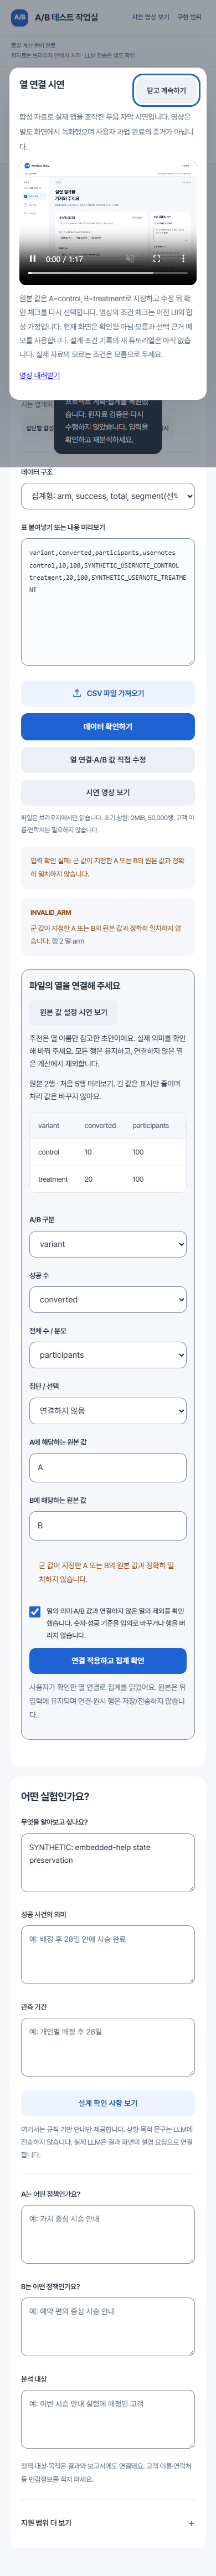 A/B
A/B 테스트 작업실
시연 영상 보기
구현 범위
로컬 계산 준비 완료
원자료는 브라우저 안에서 처리 · LLM 전송은 별도 확인
열 연결 시연
닫고 계속하기
합성 자료로 실제 앱을 조작한 무음 자막 시연입니다. 영상은
별도 화면에서 녹화했으며 사용자 과업 완료의 증거가 아닙니
다.
0:00 / 1:17
원본 값은 A=control, B=treatment로 지정하고 수정 뒤 확
인 체크를 다시 선택합니다. 영상의 조건 체크는 이전 UI의 합
성 가정입니다. 현재 화면은 확인됨·아님·모름과 선택 근거 메
모를 사용합니다. 설계·조건 기록의 새 튜토리얼은 아직 없습
니다. 실제 자료의 모르는 조건은 모름으로 두세요.
영상 내려받기
습니다. 원자료 검증은 다시
수행하지 않았습니다. 입력을
확인하고 재분석하세요.
데이터 구조
집계형: arm, success, total, segment(선택
표 붙여넣기 또는 내용 미리보기
variant,converted,participants,usernotes
control,10,100,SYNTHETIC_USERNOTE_CONTROL
treatment,20,100,SYNTHETIC_USERNOTE_TREATME
NT
CSV 파일 가져오기
데이터 확인하기
열 연결·A/B 값 직접 수정
시연 영상 보기
파일은 브라우저에서만 읽습니다. 초기 상한: 2MiB, 50,000행. 고객 이
름·연락처는 필요하지 않습니다.
입력 확인 실패: 군 값이 지정한 A 또는 B의 원본 값과 정확
히 일치하지 않습니다.
INVALID_ARM
군 값이 지정한 A 또는 B의 원본 값과 정확히 일치하지 않
습니다. 행 2 열 arm
파일의 열을 연결해 주세요
원본 값 설정 시연 보기
추천은 열 이름만 참고한 초안이에요. 실제 의미를 확인
해 바꿔 주세요. 모든 행은 유지하고, 연결하지 않은 열
은 계산에서 제외합니다.
원본 2행 · 처음 5행 미리보기. 긴 값은 표시만 줄이며
처리 값은 바꾸지 않아요.
variant converted participants
control 10 100
treatment 20 100
A/B 구분
variant
성공 수
converted
전체 수 / 분모
participants
집단 / 선택
연결하지 않음
A에 해당하는 원본 값
A
B에 해당하는 원본 값
B
군 값이 지정한 A 또는 B의 원본 값과 정확히 일
치하지 않습니다.
열의 의미·A/B 값과 연결하지 않은 열의 제외를 확인
했습니다. 숫자·성공 기준을 임의로 바꾸거나 행을 버
리지 않습니다.
연결 적용하고 집계 확인
사용자가 확인한 열 연결로 집계를 읽었어요. 원본은 위
입력에 유지되며 연결·원시 행은 저장/전송하지 않습니
다.
어떤 실험인가요?
무엇을 알아보고 싶나요?
SYNTHETIC: embedded-help state
preservation
성공 사건의 의미
예: 배정 후 28일 안에 시승 완료
관측 기간
예: 개인별 배정 후 28일
설계 확인 사항 보기
여기서는 규칙 기반 안내만 제공합니다. 상황·목적 문구는 LLM에
전송하지 않습니다. 실제 LLM은 결과 화면의 설명 요청으로 연결
합니다.
A는 어떤 정책인가요?
예: 가치 중심 시승 안내
B는 어떤 정책인가요?
예: 예약 편의 중심 시승 안내
분석 대상
예: 이번 시승 안내 실험에 배정된 고객
정책·대상·목적은 결과와 보고서에도 연결돼요. 고객 이름·연락처
등 민감정보를 적지 마세요.
지원 범위 더 보기
+